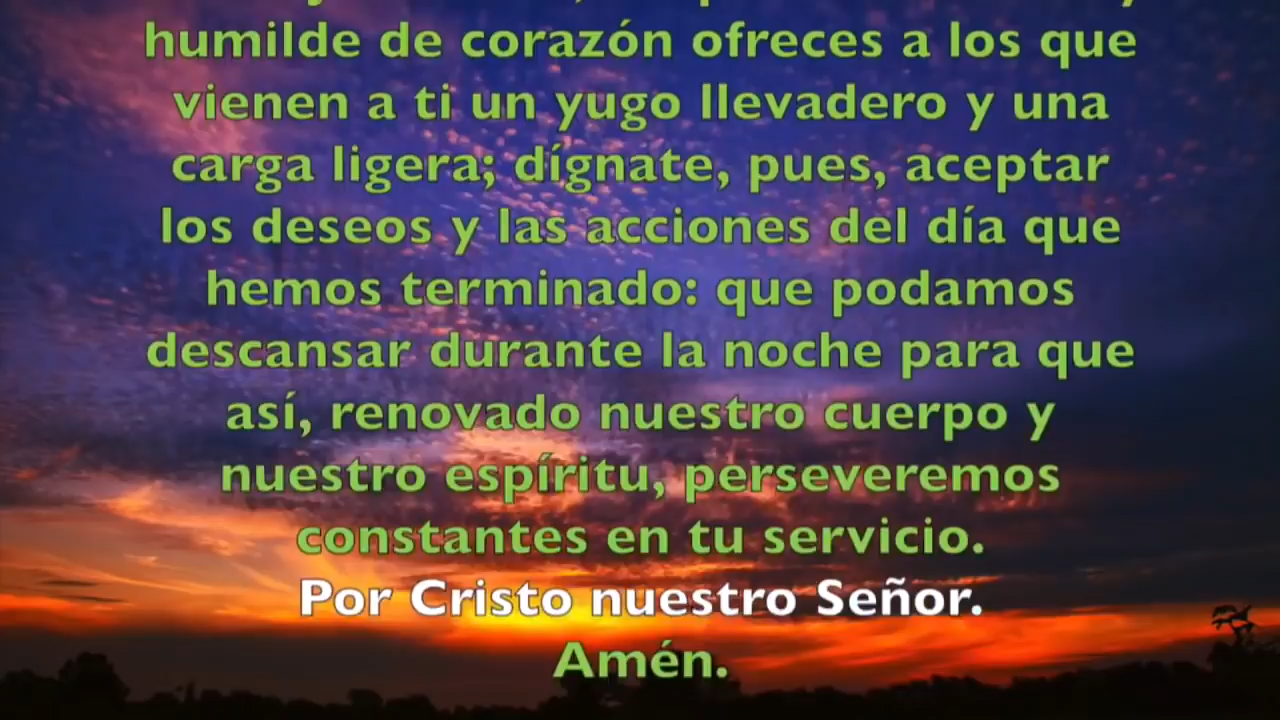 humilde de corazón ofreces a los que
vienen a ti un yugo llevadero y una
carga ligera; dígnate, pues, aceptar
los deseos y las acciones del día que
hemos terminado: que podamos
descansar durante la noche para que
así, renovado nuestro cuerpo y
nuestro espíritu, perseveremos
constantes en tu servicio.
Por Cristo nuestro Señor.
Amén.